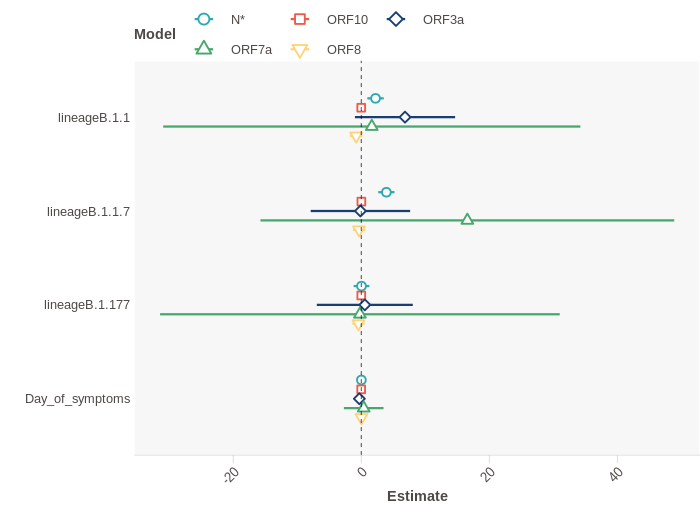 Model
N*
ORF10
ORF3a
ORF7a
ORF8
lineageB.1.1
lineageB.1.1.7
lineageB.1.177
Day_of_symptoms
-20
0
20
40
Estimate